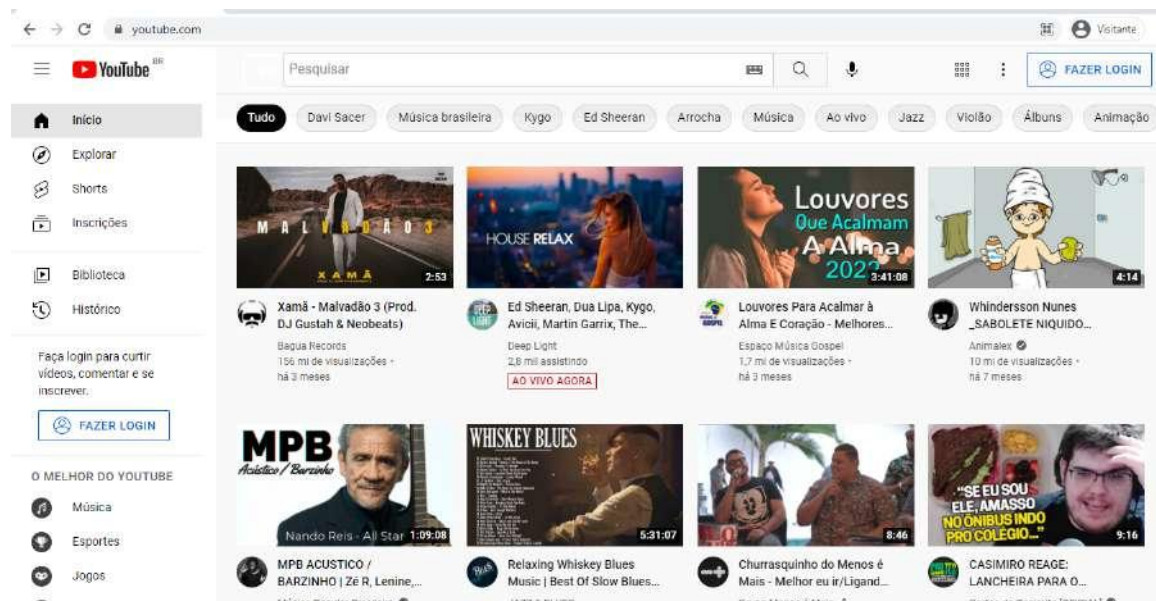 youtube.com
Visitante
YouTube BR
Pesquisar
FAZER LOGIN
Início
Explorar
Shorts
Inscrições
Biblioteca
Histórico
Faça login para curtir
vídeos, comentar e se
inscrever.
FAZER LOGIN
O MELHOR DO YOUTUBE
Música
Esportes
Jogos
Tudo
Davi Sacer
Música brasileira
Kygo
Ed Sheeran
Arrocha
Música
Ao vivo
Jazz
Violão
Álbuns
Animação
MALVADÃO 3
XAMÃ
2:53
Xamã - Malvadão 3 (Prod.
DJ Gustah & Neobeats)
Bagua Records
156 mi de visualizações •
há 3 meses
HOUSE RELAX
DEEP
LIGHT
Ed Sheeran, Dua Lipa, Kygo,
Avicii, Martin Garrix, The...
Deep Light
2,8 mil assistindo
AO VIVO AGORA
Louvores
Que Acalmam
A Alma
2022
3:41:08
GOSPEL
Louvores Para Acalmar à
Alma E Coração - Melhores...
Espaço Música Gospel
1,7 mi de visualizações •
há 3 meses
4:14
Whindersson Nunes
_SABOLETE NIQUIDO...
Animalex
10 mi de visualizações •
há 7 meses
MPB
Acústico / Barzinho
Nando Reis - All Star
1:09:08
MPB ACUSTICO /
BARZINHO | Zé R, Lenine,...
WHISKEY BLUES
5:31:07
Blues
Relaxing Whiskey Blues
Music | Best Of Slow Blues...
8:46
Churrasquinho do Menos é
Mais - Melhor eu ir/Ligand...
"SE EU SOU
ELE, AMASSO
NO ÔNIBUS INDO
PRO COLÉGIO..."
9:16
CASIMIRO REAGE:
LANCHEIRA PARA O...